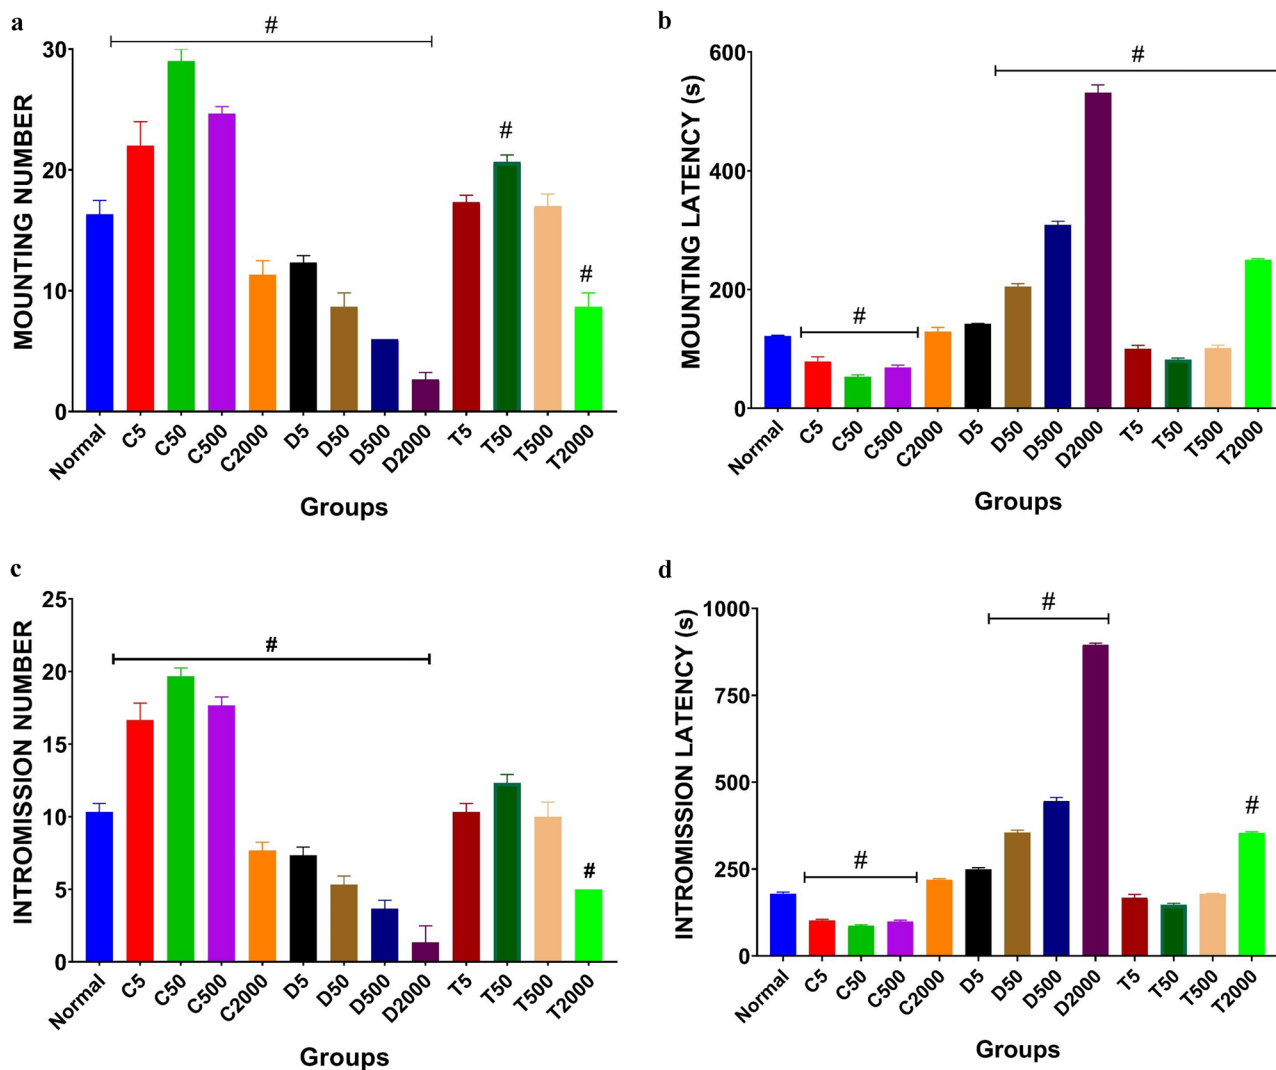 a
#
MOUNTING NUMBER
30
20
10
0
#
#
Normal
C5
C50
C500
C2000
D5
D50
D500
D2000
T5
T50
T500
T2000
Groups
b
#
MOUNTING LATENCY (s)
600
400
200
0
#
Normal
C5
C50
C500
C2000
D5
D50
D500
D2000
T5
T50
T500
T2000
Groups
c
#
INTROMISSION NUMBER
25
20
15
10
5
0
#
Normal
C5
C50
C500
C2000
D5
D50
D500
D2000
T5
T50
T500
T2000
Groups
d
#
INTROMISSION LATENCY (s)
1000
750
500
250
0
#
#
Normal
C5
C50
C500
C2000
D5
D50
D500
D2000
T5
T50
T500
T2000
Groups